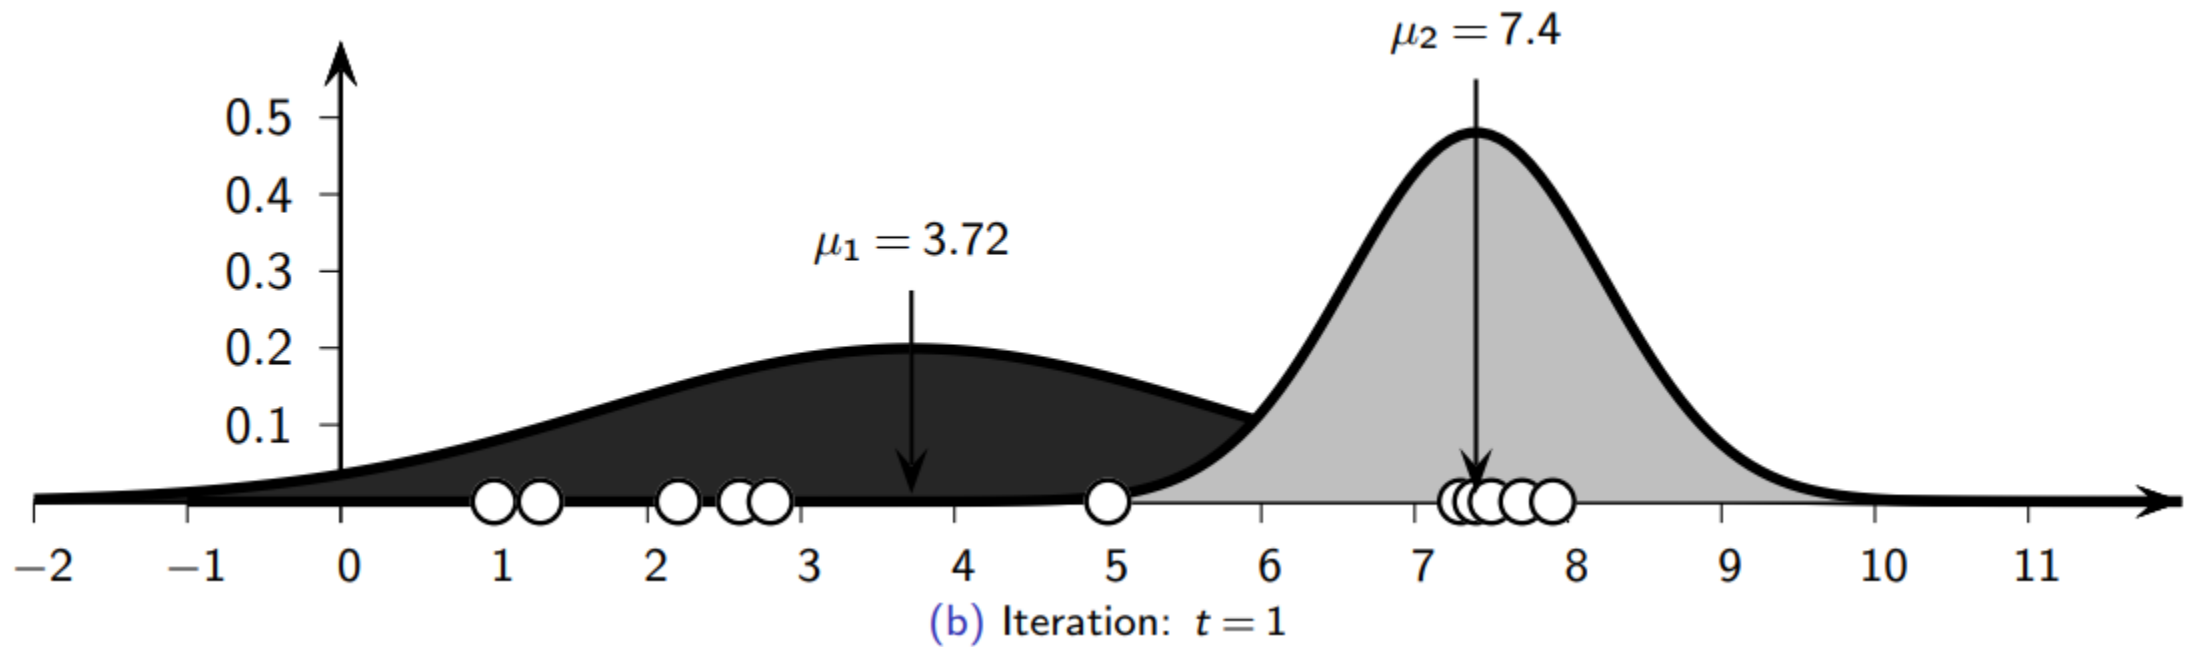 μ₂ = 7.4
0.5
0.4
μ₁ = 3.72
0.3
0.2
0.1
−2 −1 0 1 2 3 4 5 6 7 8 9 10 11
(b) Iteration: t = 1